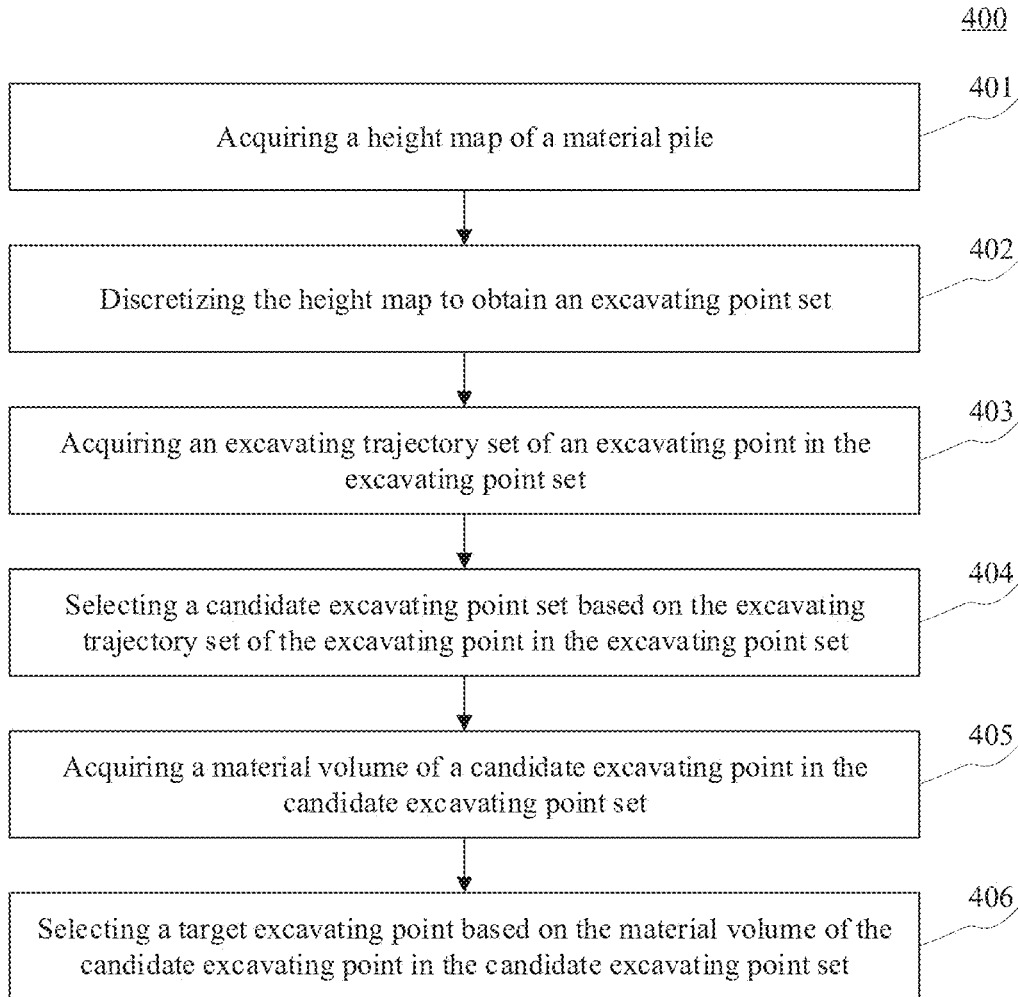 400
401
Acquiring a height map of a material pile
402
Discretizing the height map to obtain an excavating point set
403
Acquiring an excavating trajectory set of an excavating point in the
excavating point set
404
Selecting a candidate excavating point set based on the excavating
trajectory set of the excavating point in the excavating point set
405
Acquiring a material volume of a candidate excavating point in the
candidate excavating point set
406
Selecting a target excavating point based on the material volume of the
candidate excavating point in the candidate excavating point set